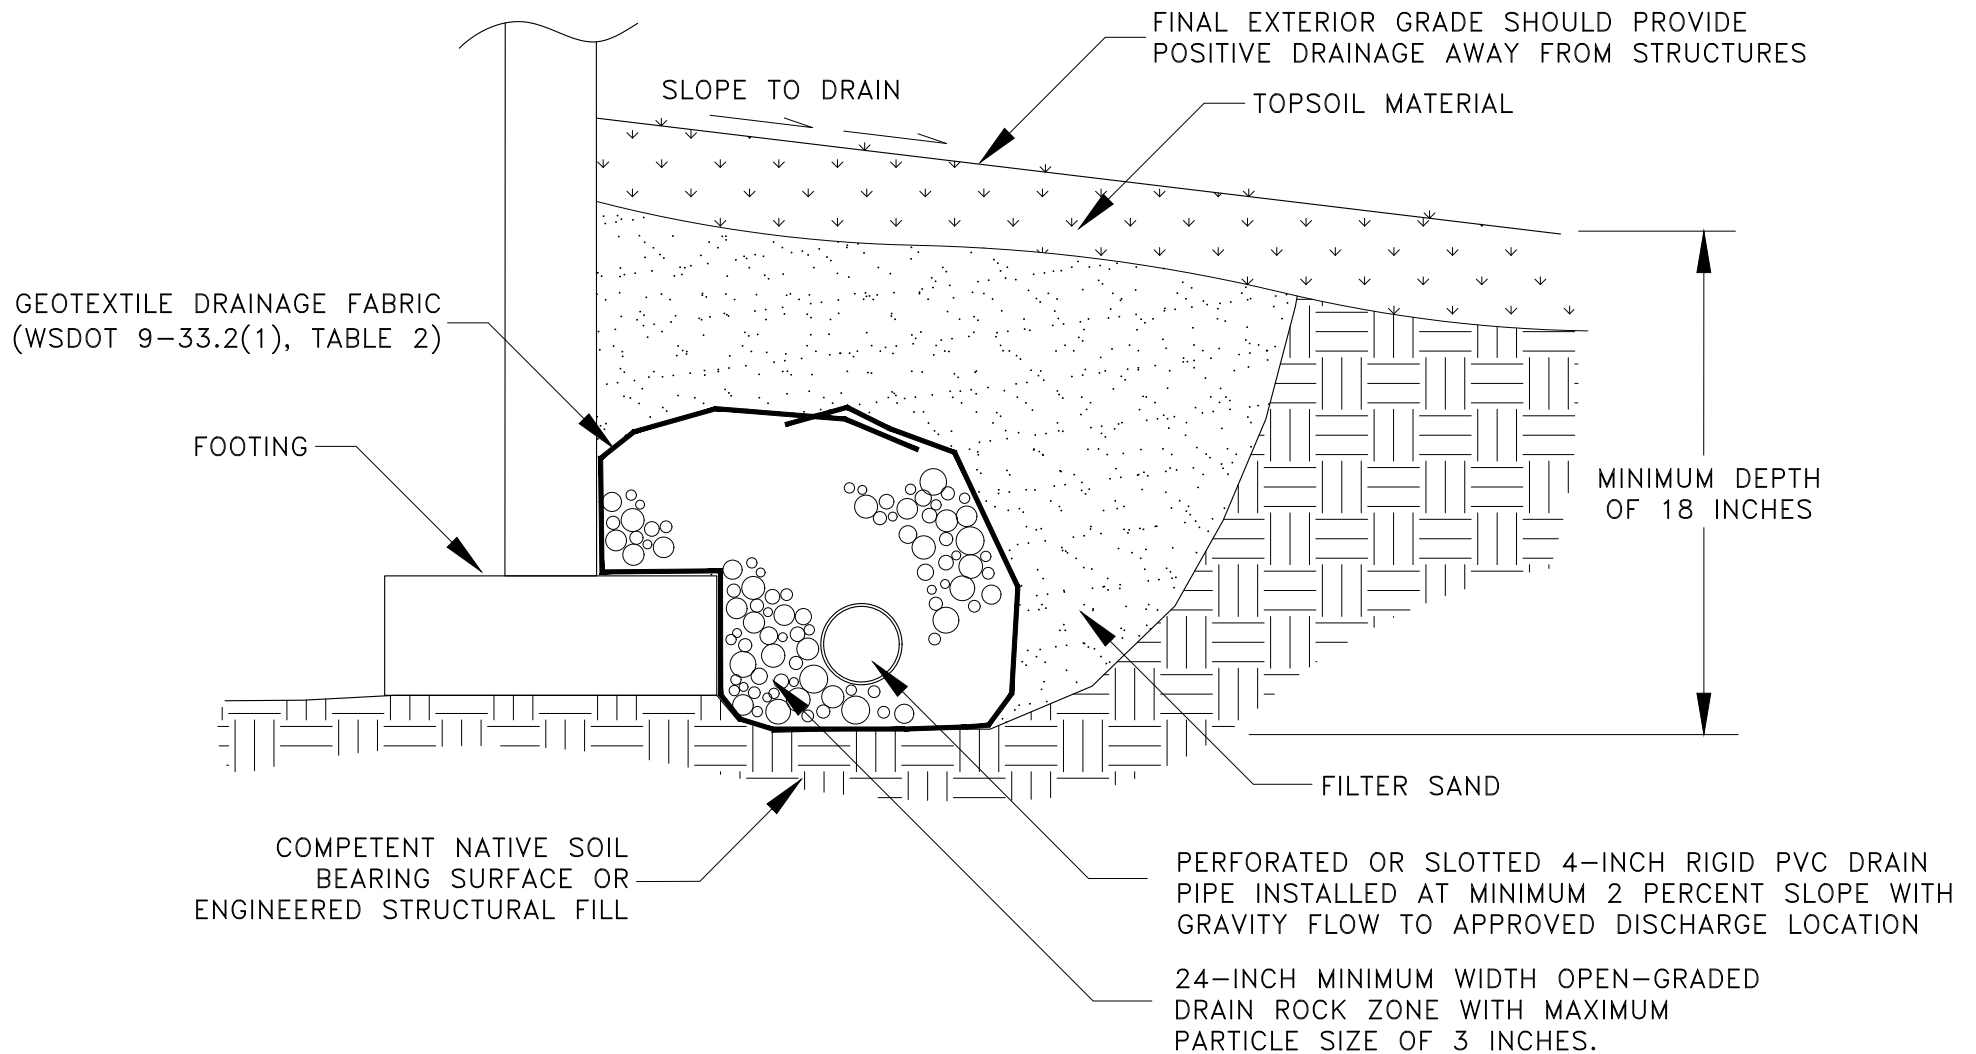 FINAL EXTERIOR GRADE SHOULD PROVIDE
POSITIVE DRAINAGE AWAY FROM STRUCTURES
SLOPE TO DRAIN
TOPSOIL MATERIAL
GEOTEXTILE DRAINAGE FABRIC
(WSDOT 9-33.2(1), TABLE 2)
FOOTING
MINIMUM DEPTH
OF 18 INCHES
FILTER SAND
COMPETENT NATIVE SOIL
BEARING SURFACE OR
ENGINEERED STRUCTURAL FILL
PERFORATED OR SLOTTED 4-INCH RIGID PVC DRAIN
PIPE INSTALLED AT MINIMUM 2 PERCENT SLOPE WITH
GRAVITY FLOW TO APPROVED DISCHARGE LOCATION
24-INCH MINIMUM WIDTH OPEN-GRADED
DRAIN ROCK ZONE WITH MAXIMUM
PARTICLE SIZE OF 3 INCHES.